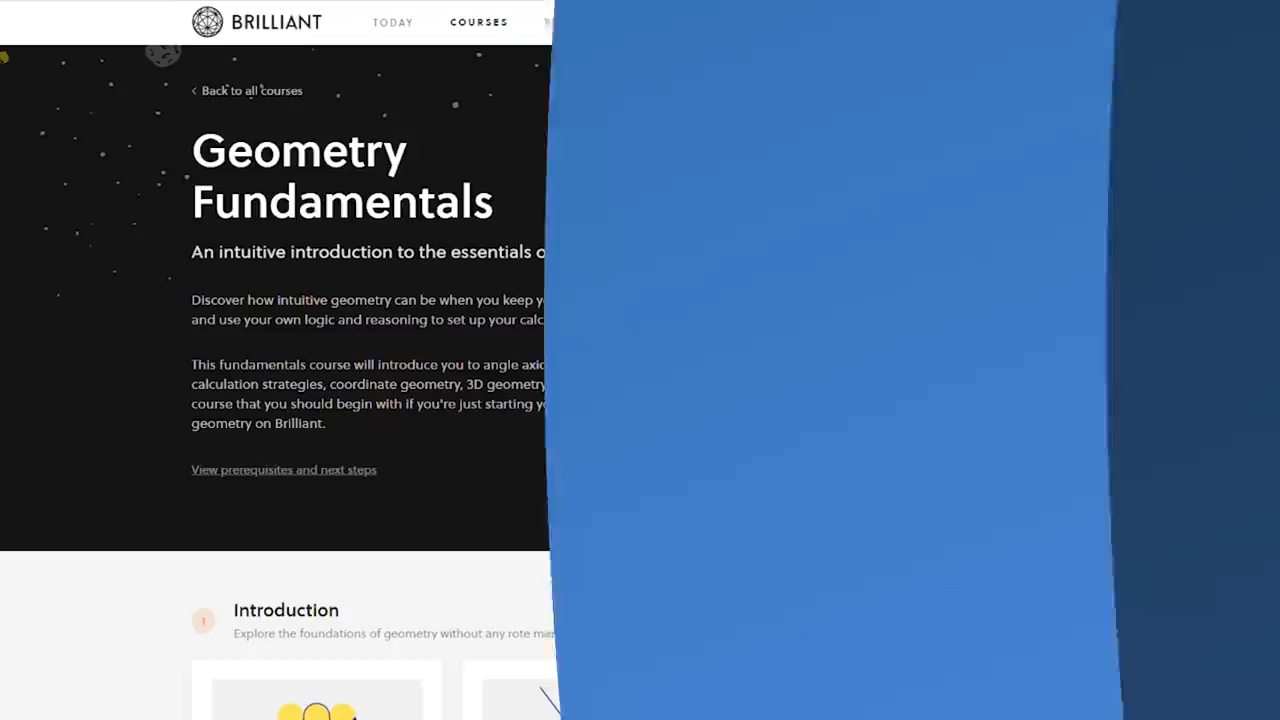 BRILLIANT
TODAY
COURSES
Back to all courses
Geometry
Fundamentals
An intuitive introduction to the essentials
Discover how intuitive geometry can be when you keep
and use your own logic and reasoning to set up your
This fundamentals course will introduce you to angle
calculation strategies, coordinate geometry, 3D geometry
course that you should begin with if you're just starting
geometry on Brilliant.
View prerequisites and next steps
1
Introduction
Explore the foundations of geometry without any rote